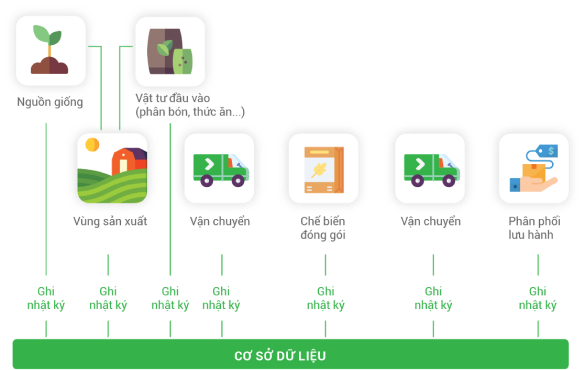 Nguồn giống
Vật tư đầu vào
(phân bón, thức ăn...)
Vùng sản xuất
Vận chuyển
Chế biến
đóng gói
Vận chuyển
Phân phối
lưu hành
$
Ghi
nhật ký
Ghi
nhật ký
Ghi
nhật ký
Ghi
nhật ký
Ghi
nhật ký
Ghi
nhật ký
Ghi
nhật ký
CƠ SỞ DỮ LIỆU